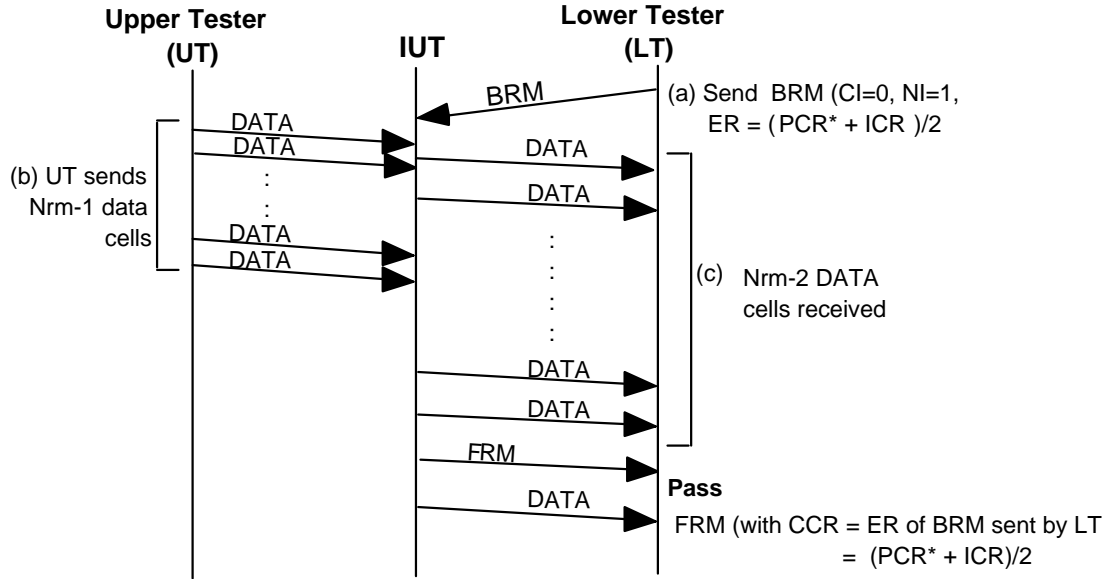 Upper Tester
(UT)
IUT
Lower Tester
(LT)
BRM
(a) Send BRM (CI=0, NI=1,
ER = (PCR* + ICR )/2
DATA
DATA
(b) UT sends
Nrm-1 data
cells
DATA
DATA
DATA
DATA
(c) Nrm-2 DATA
cells received
DATA
DATA
FRM
DATA
Pass
FRM (with CCR = ER of BRM sent by LT
= (PCR* + ICR)/2